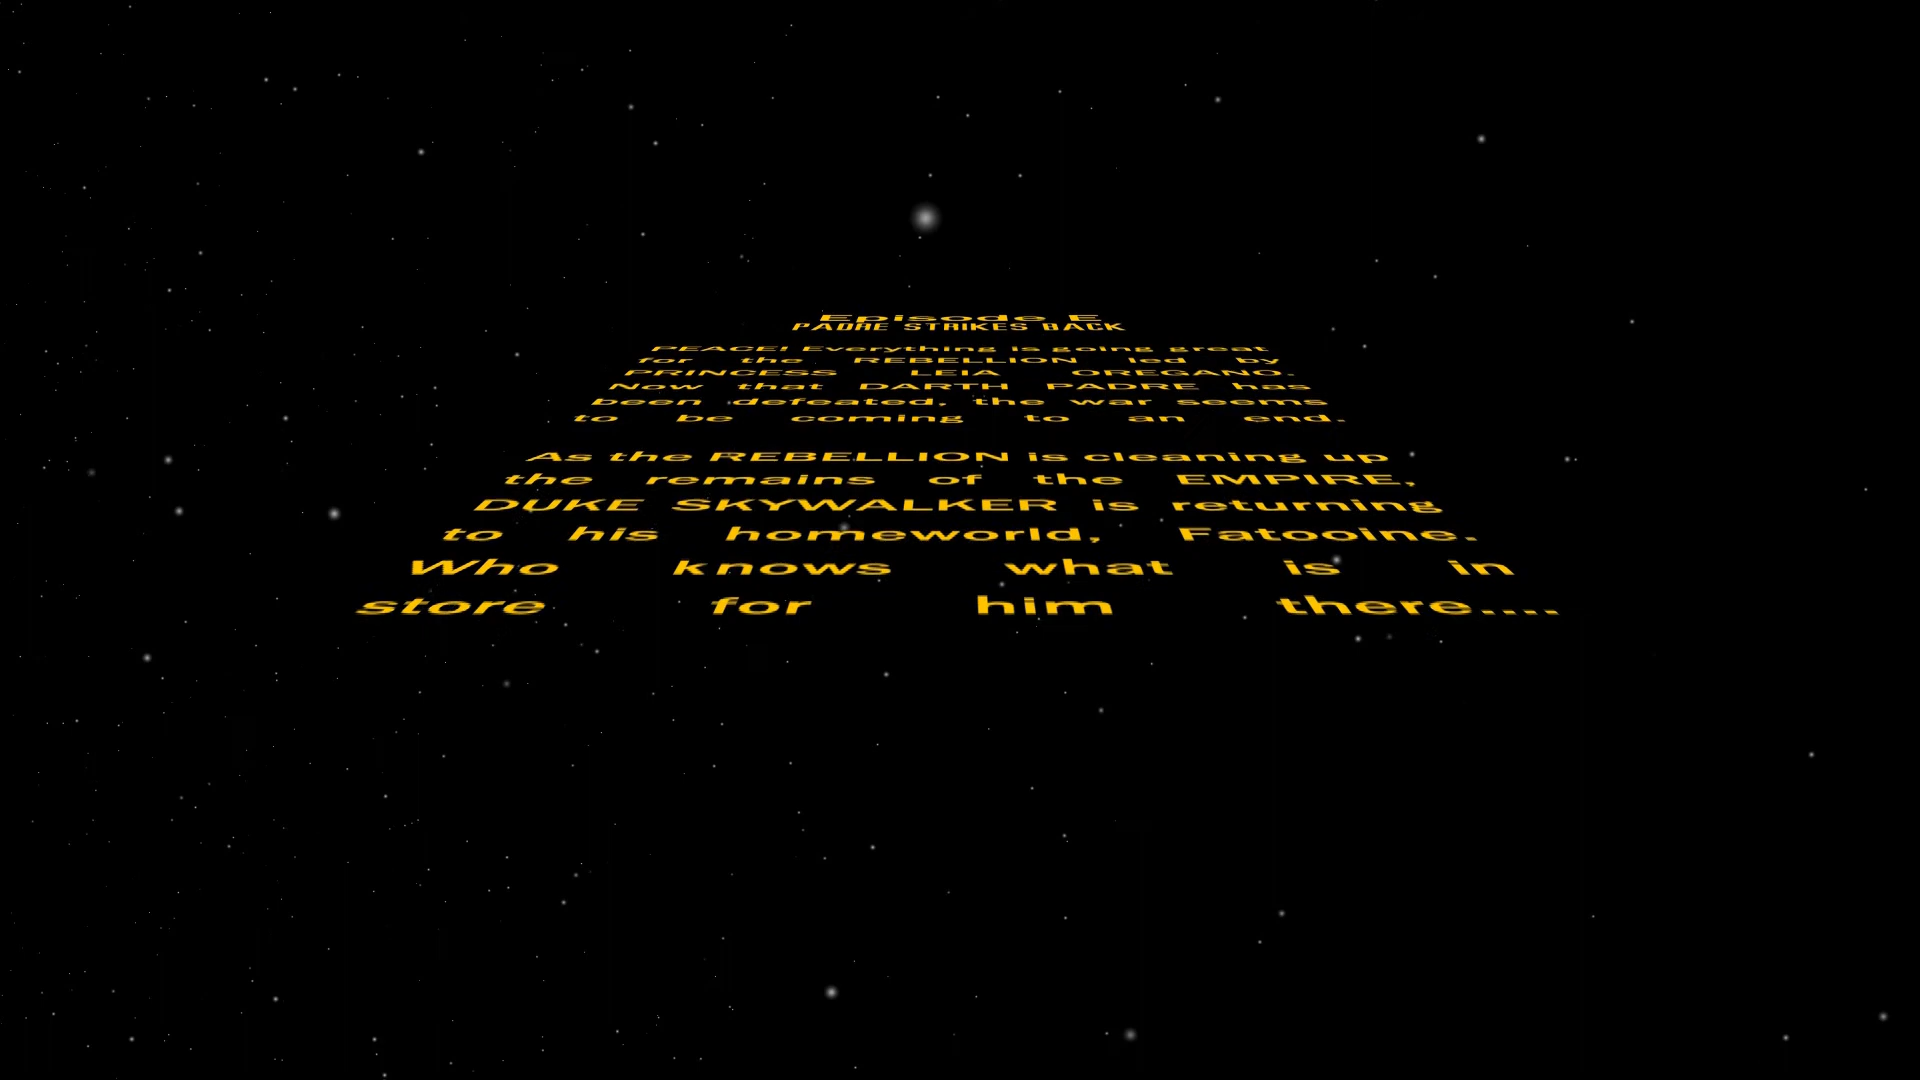 Episode E
PADRE STRIKES BACK
PEACE! Everything is going great
for the REBELLION led by
PRINCESS LEIA OREGANO.
Now that DARTH PADRE has
been defeated, the war seems
to be coming to an end.
As the REBELLION is cleaning up
the remains of the EMPIRE,
DUKE SKYWALKER is returning
to his homeworld, Fatooine.
Who knows what is in
store for him there....